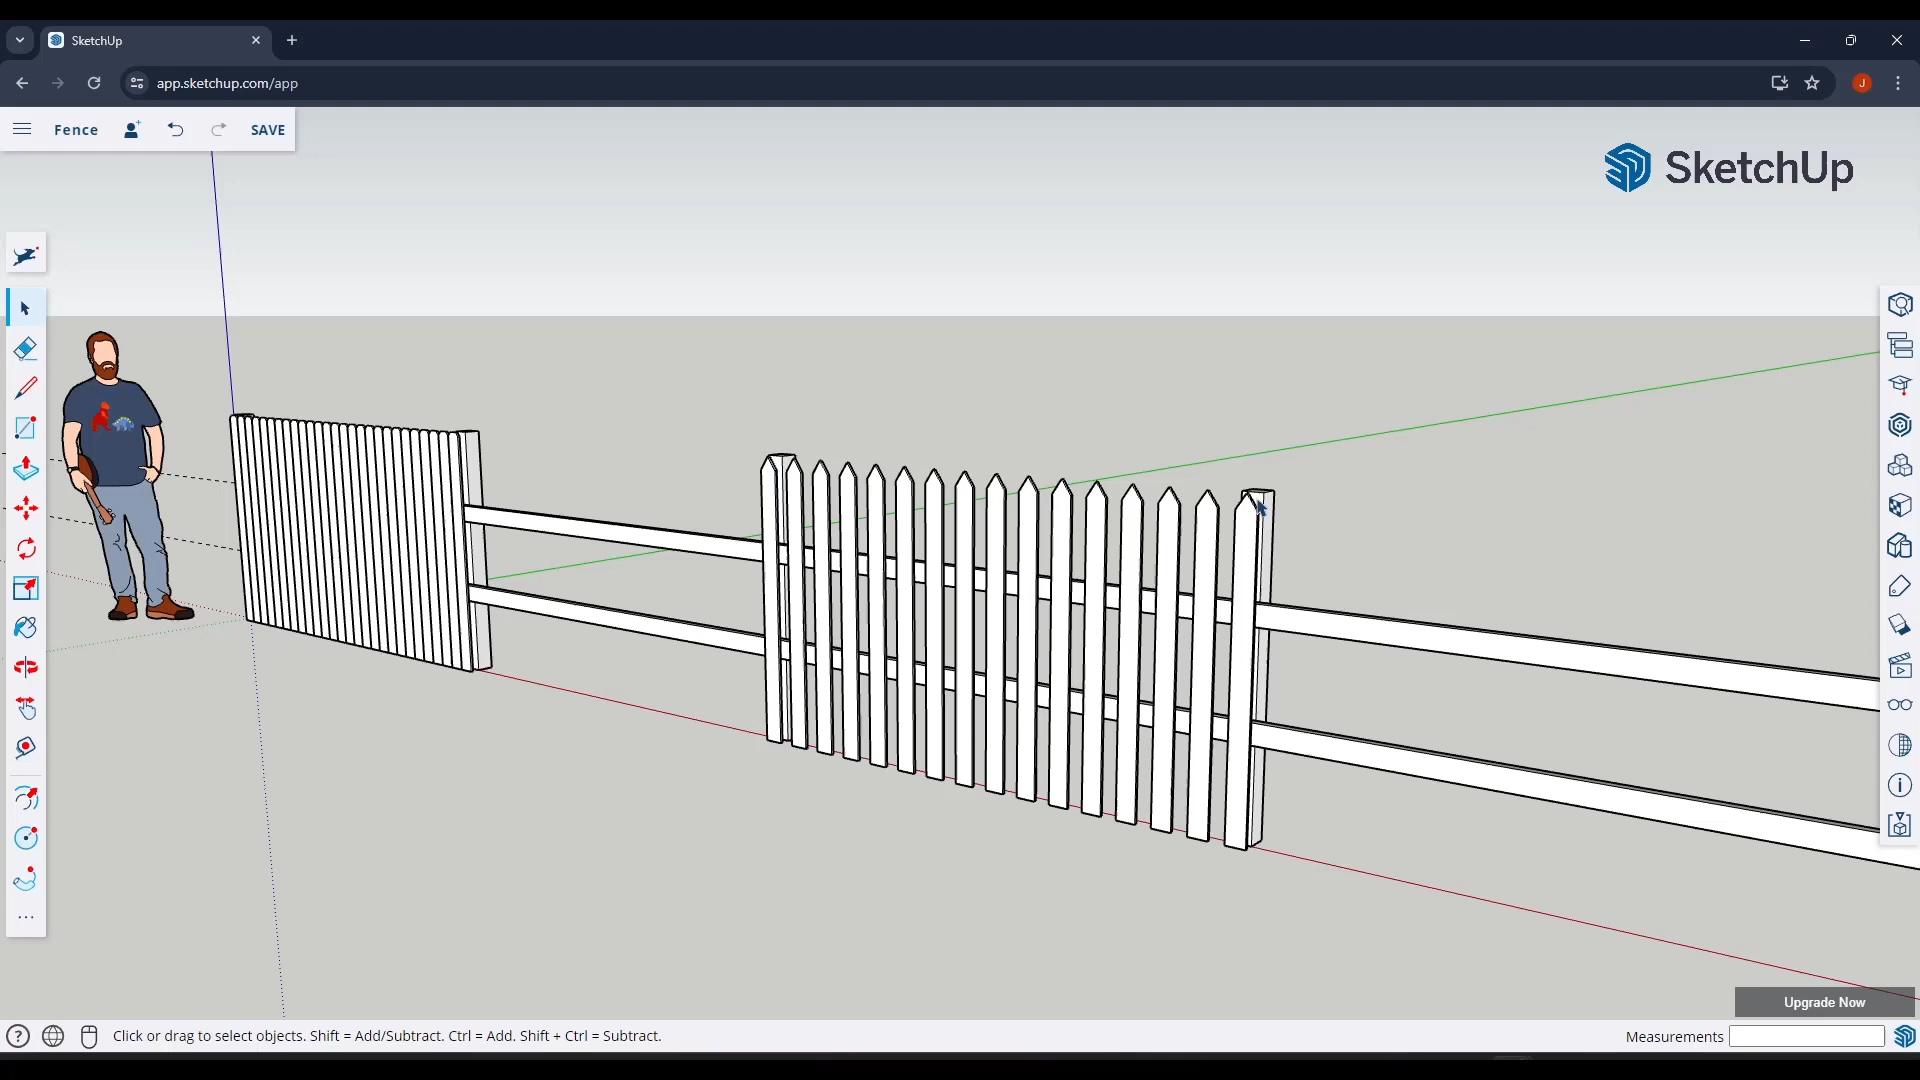 SketchUp
app.sketchup.com/app
J
Fence
SAVE
SketchUp
Upgrade Now
Click or drag to select objects. Shift = Add/Subtract. Ctrl = Add. Shift + Ctrl = Subtract.
Measurements